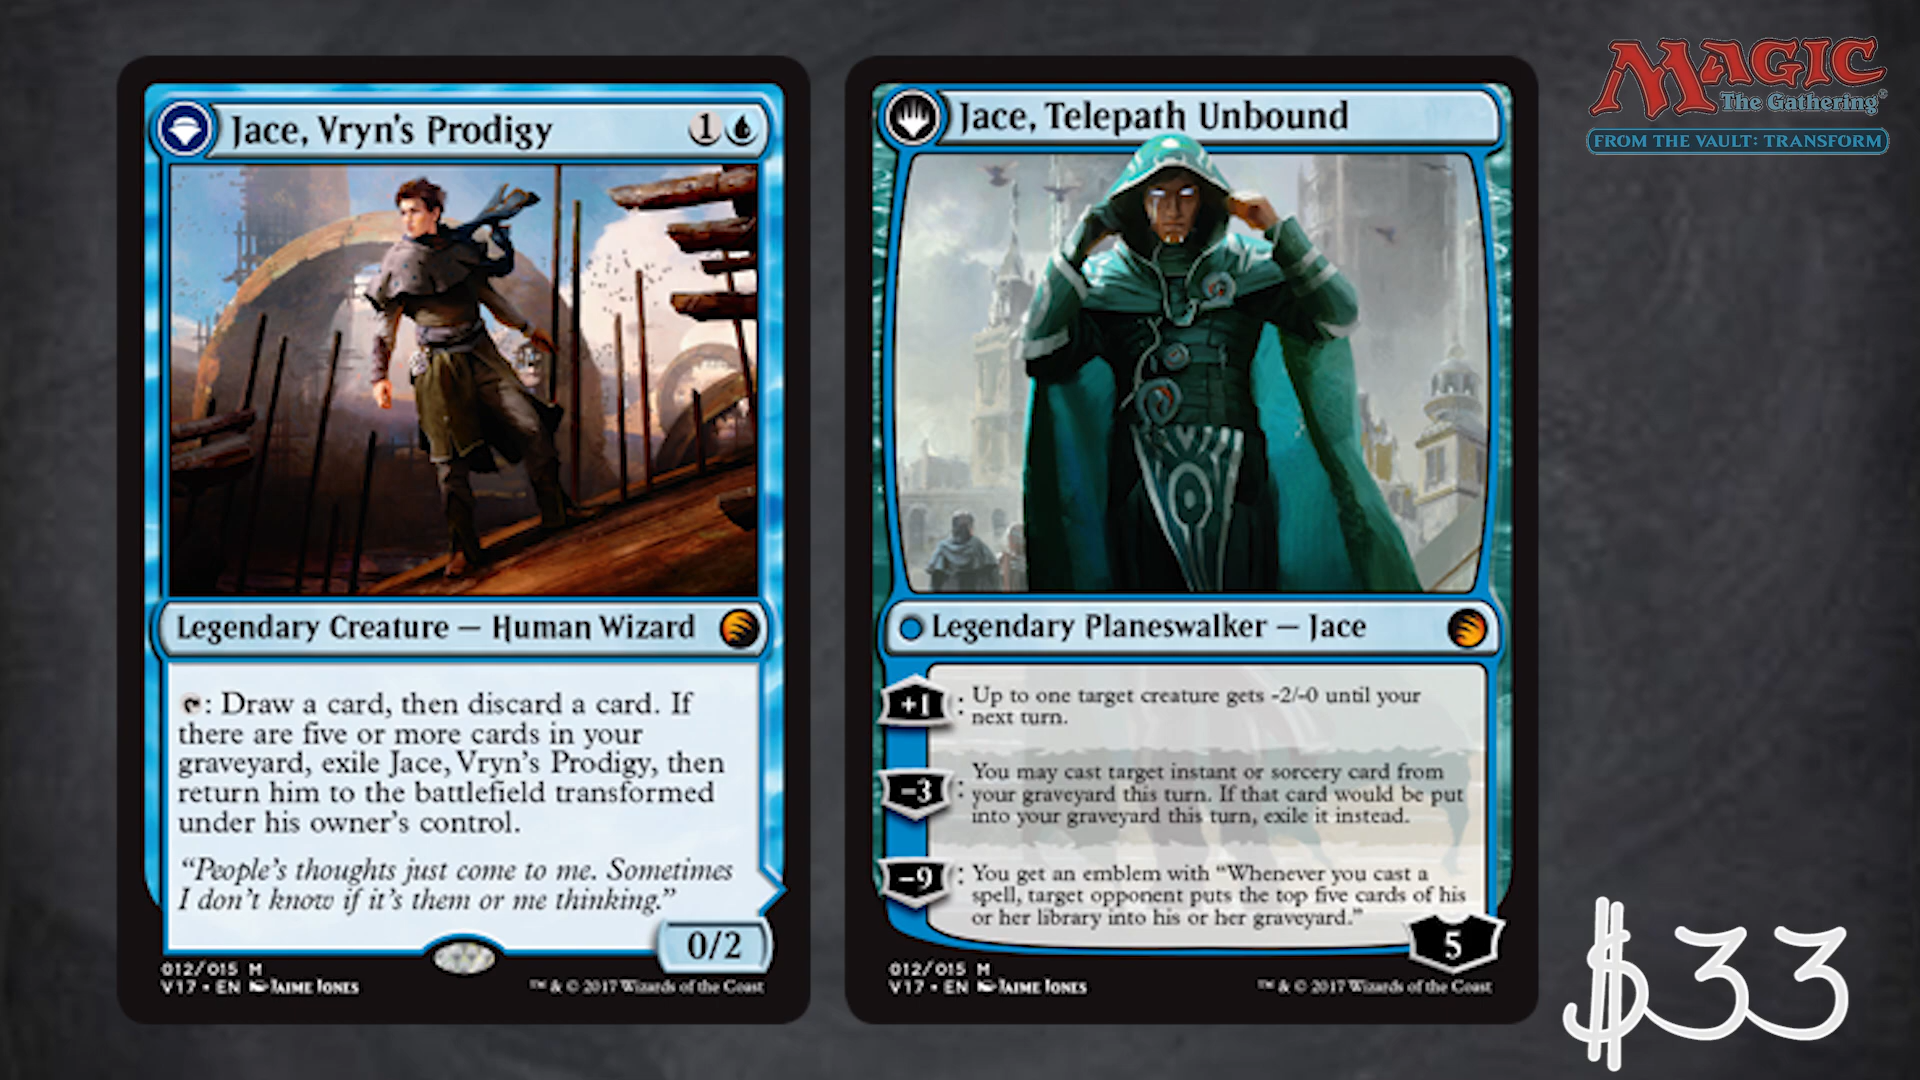 Jace, Vryn's Prodigy
1
Legendary Creature — Human Wizard
: Draw a card, then discard a card. If
there are five or more cards in your
graveyard, exile Jace, Vryn's Prodigy, then
return him to the battlefield transformed
under his owner's control.
“People's thoughts just come to me. Sometimes
I don't know if it's them or me thinking.”
0/2
012/015 M
V17 • EN Jaime Jones
™ & © 2017 Wizards of the Coast
Jace, Telepath Unbound
Legendary Planeswalker — Jace
+1 : Up to one target creature gets -2/-0 until your
next turn.
−3 : You may cast target instant or sorcery card from
your graveyard this turn. If that card would be put
into your graveyard this turn, exile it instead.
−9 : You get an emblem with “Whenever you cast a
spell, target opponent puts the top five cards of his
or her library into his or her graveyard.”
5
012/015 M
V17 • EN Jaime Jones
™ & © 2017 Wizards of the Coast
Magic
The Gathering®
FROM THE VAULT: TRANSFORM
$33